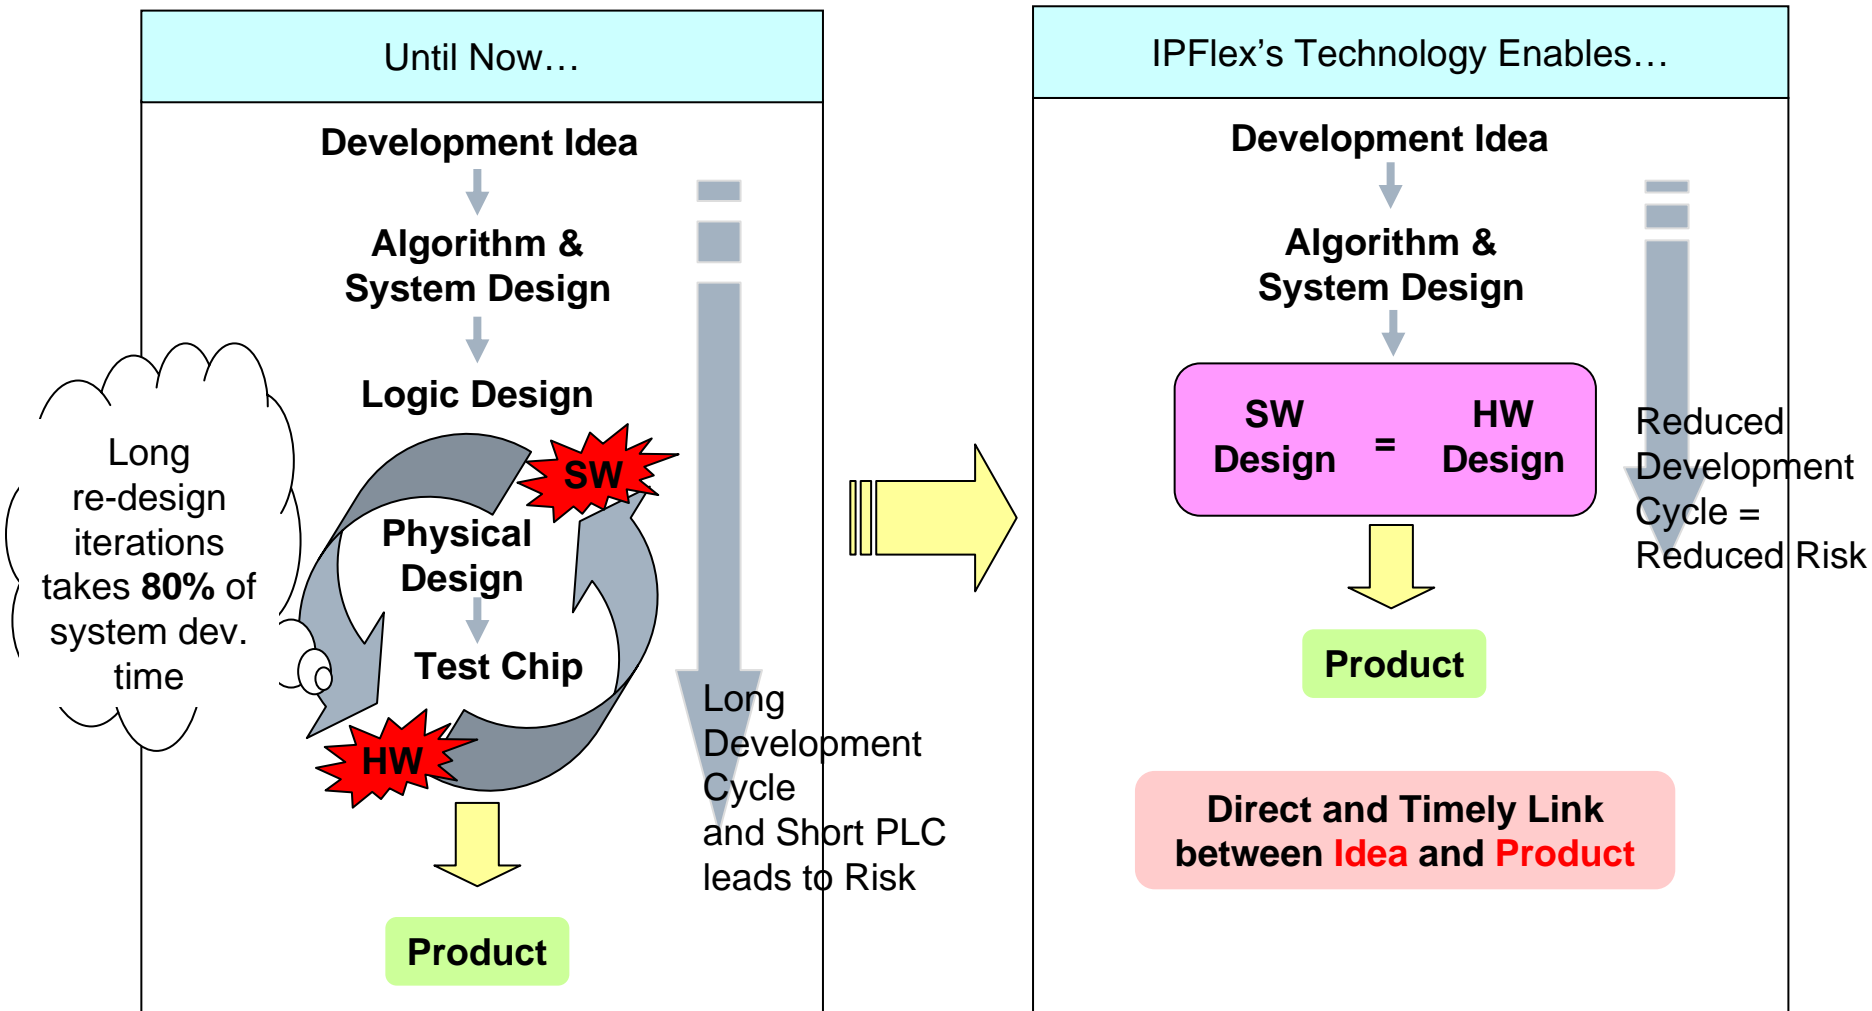 Until Now…
Development Idea
Algorithm &
System Design
Logic Design
SW
Physical
Design
Test Chip
HW
Product
Long
re-design
iterations
takes 80% of
system dev.
time
Long
Development
Cycle
and Short PLC
leads to Risk
IPFlex’s Technology Enables…
Development Idea
Algorithm &
System Design
SW
Design
=
HW
Design
Product
Reduced
Development
Cycle =
Reduced Risk
Direct and Timely Link
between Idea and Product